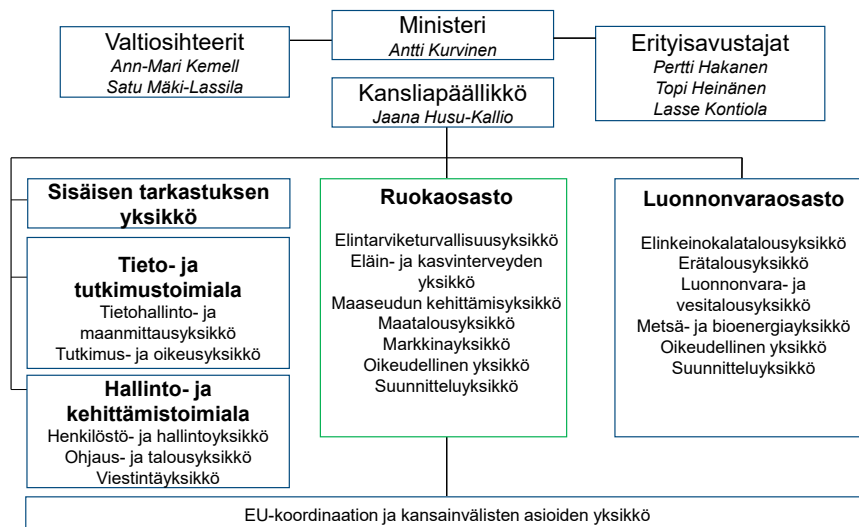 Valtiosihteerit
Ann-Mari Kemell
Satu Mäki-Lassila
Ministeri
Antti Kurvinen
Erityisavustajat
Pertti Hakanen
Topi Heinänen
Lasse Kontiola
Kansliapäällikkö
Jaana Husu-Kallio
Sisäisen tarkastuksen
yksikkö
Tieto- ja
tutkimustoimiala
Tietohallinto- ja
maanmittausyksikkö
Tutkimus- ja oikeusyksikkö
Hallinto- ja
kehittämistoimiala
Henkilöstö- ja hallintoyksikkö
Ohjaus- ja talousyksikkö
Viestintäyksikkö
Ruokaosasto
Elintarviketurvallisuusyksikkö
Eläin- ja kasvinterveyden
yksikkö
Maaseudun kehittämisyksikkö
Maatalousyksikkö
Markkinayksikkö
Oikeudellinen yksikkö
Suunnitteluyksikkö
Luonnonvaraosasto
Elinkeinokalatalousyksikkö
Erätalousyksikkö
Luonnonvara- ja
vesitalousyksikkö
Metsä- ja bioenergiayksikkö
Oikeudellinen yksikkö
Suunnitteluyksikkö
EU-koordinaation ja kansainvälisten asioiden yksikkö